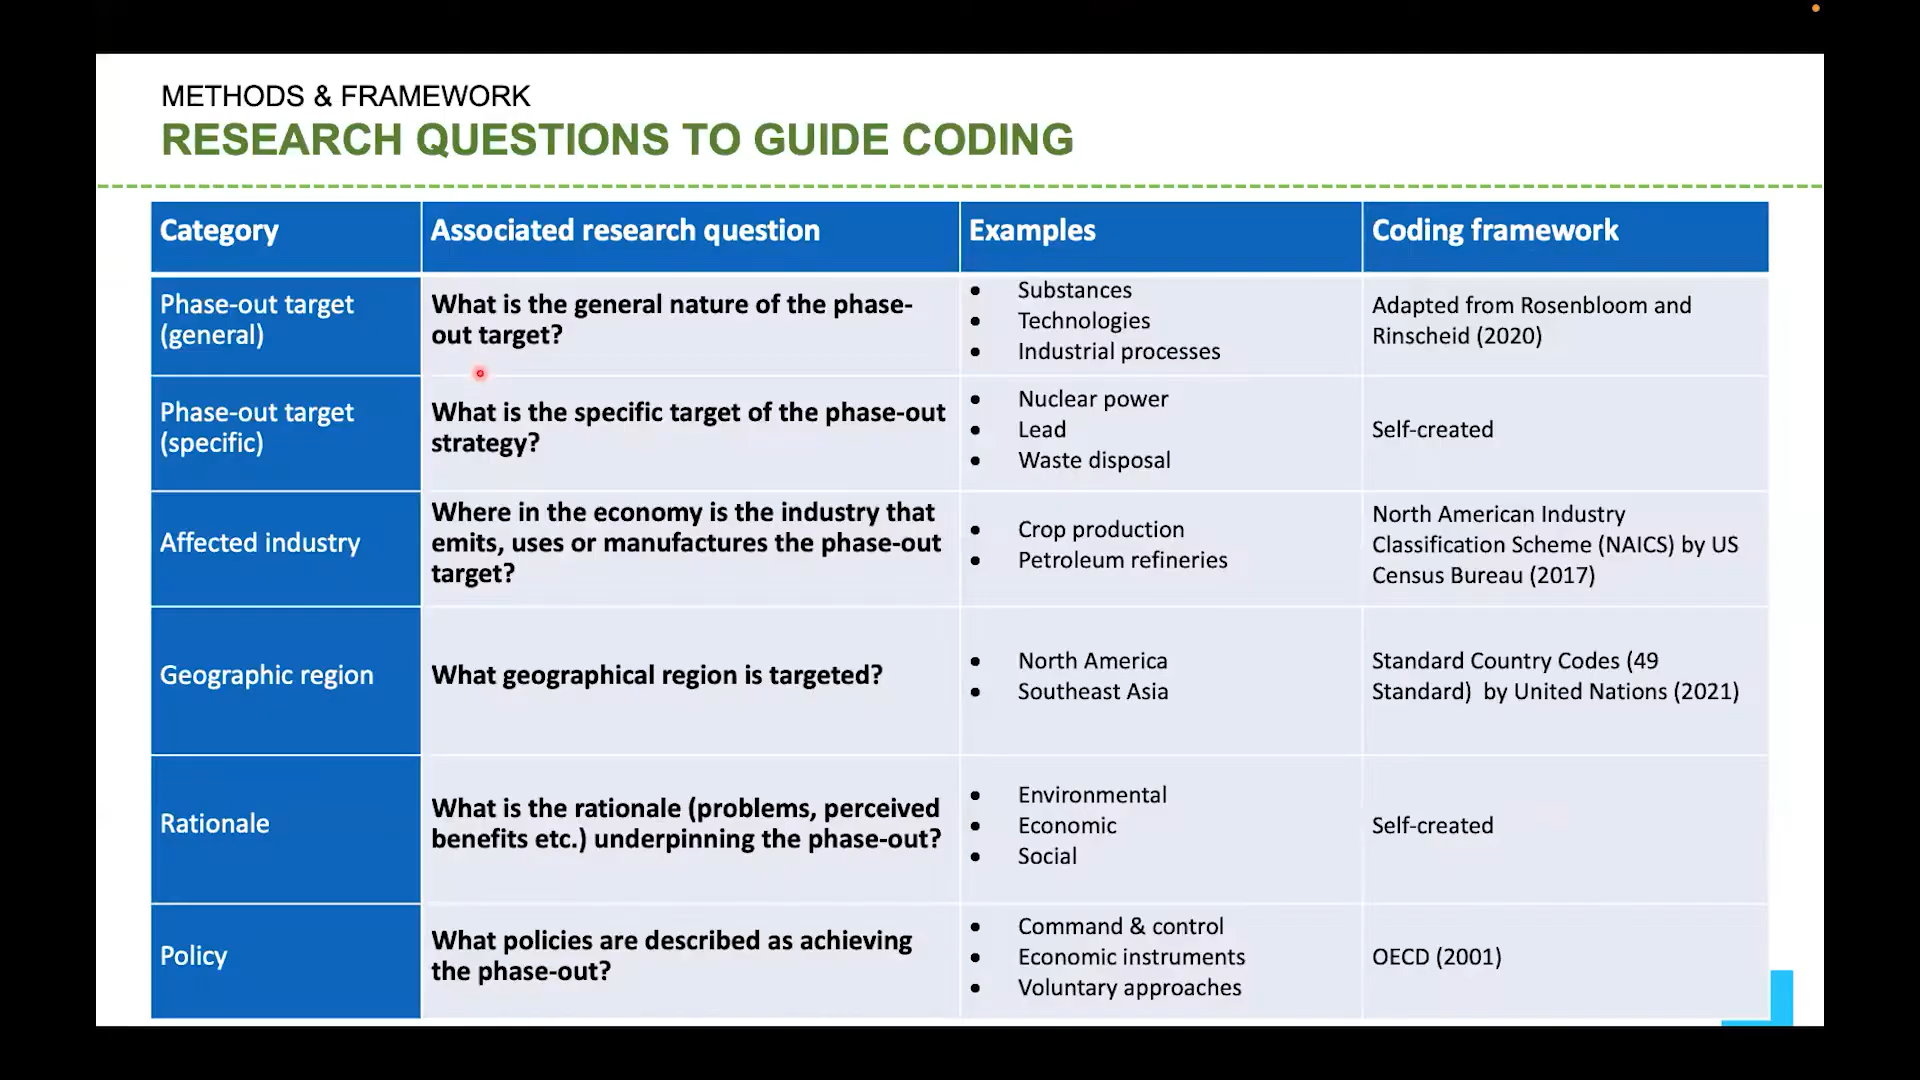 METHODS & FRAMEWORK
RESEARCH QUESTIONS TO GUIDE CODING
Category
Associated research question
Examples
Coding framework
Phase-out target
(general)
What is the general nature of the phase-
out target?
• Substances
• Technologies
• Industrial processes
Adapted from Rosenbloom and
Rinscheid (2020)
Phase-out target
(specific)
What is the specific target of the phase-out
strategy?
• Nuclear power
• Lead
• Waste disposal
Self-created
Affected industry
Where in the economy is the industry that
emits, uses or manufactures the phase-out
target?
• Crop production
• Petroleum refineries
North American Industry
Classification Scheme (NAICS) by US
Census Bureau (2017)
Geographic region
What geographical region is targeted?
• North America
• Southeast Asia
Standard Country Codes (49
Standard)  by United Nations (2021)
Rationale
What is the rationale (problems, perceived
benefits etc.) underpinning the phase-out?
• Environmental
• Economic
• Social
Self-created
Policy
What policies are described as achieving
the phase-out?
• Command & control
• Economic instruments
• Voluntary approaches
OECD (2001)